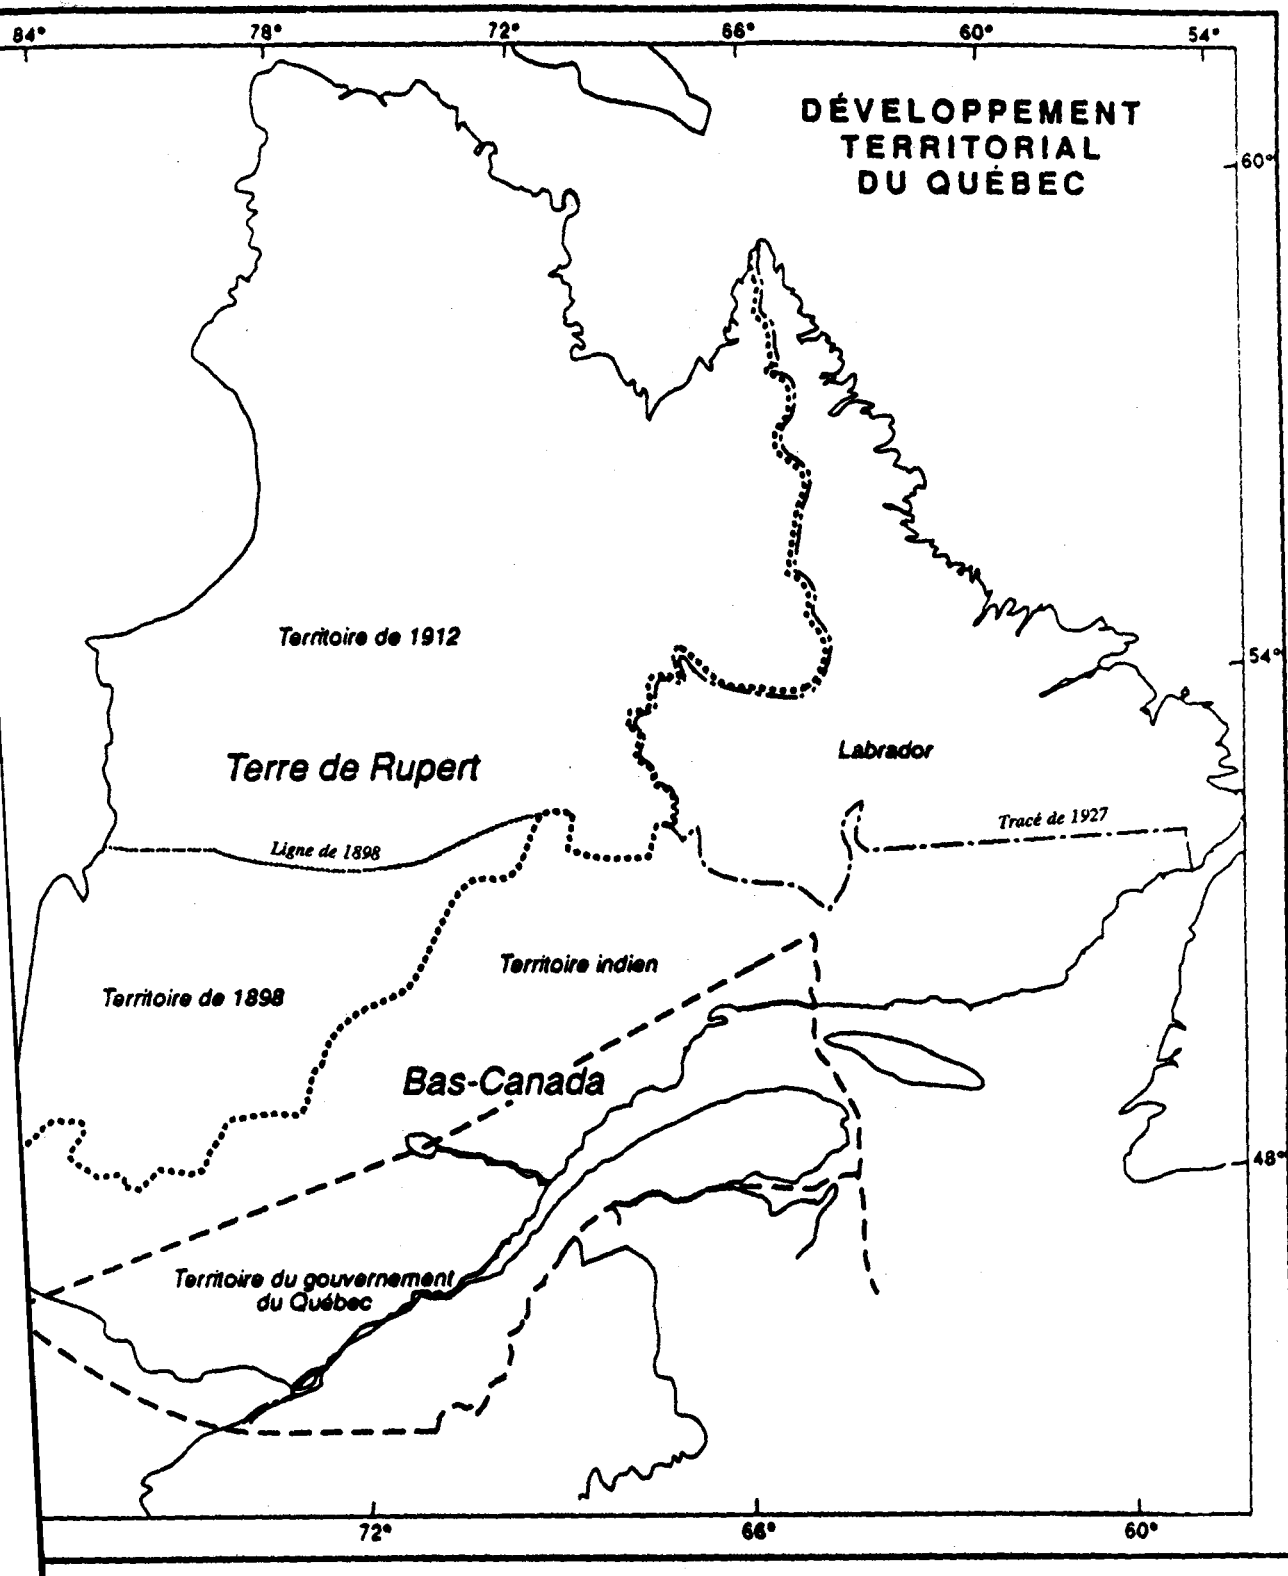 84° 78° 72° 66° 60° 54°
DÉVELOPPEMENT
TERRITORIAL
DU QUÉBEC
60°
Territoire de 1912
54°
Terre de Rupert
Labrador
Tracé de 1927
Ligne de 1898
Territoire indien
Territoire de 1898
Bas-Canada
48°
Territoire du gouvernement
du Québec
72° 66° 60°